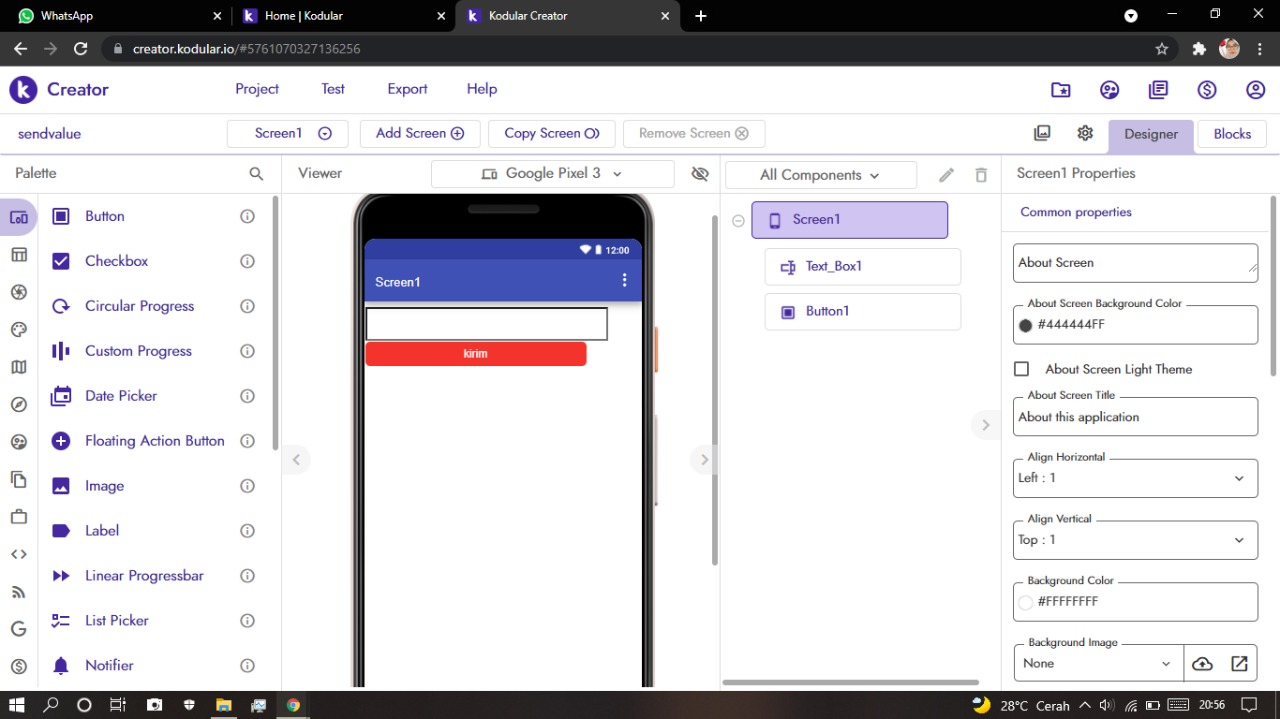 WhatsApp
Home | Kodular
Kodular Creator
creator.kodular.io/#5761070327136256
Creator
Project
Test
Export
Help
sendvalue
Screen1
Add Screen
Copy Screen
Remove Screen
Designer
Blocks
Palette
Viewer
Google Pixel 3
All Components
Screen1 Properties
Button
Checkbox
Circular Progress
Custom Progress
Date Picker
Floating Action Button
Image
Label
Linear Progressbar
List Picker
Notifier
12:00
Screen1
kirim
Screen1
Text_Box1
Button1
Common properties
About Screen
About Screen Background Color
#444444FF
About Screen Light Theme
About Screen Title
About this application
Align Horizontal
Left : 1
Align Vertical
Top : 1
Background Color
#FFFFFFFF
Background Image
None
28°C Cerah
20:56